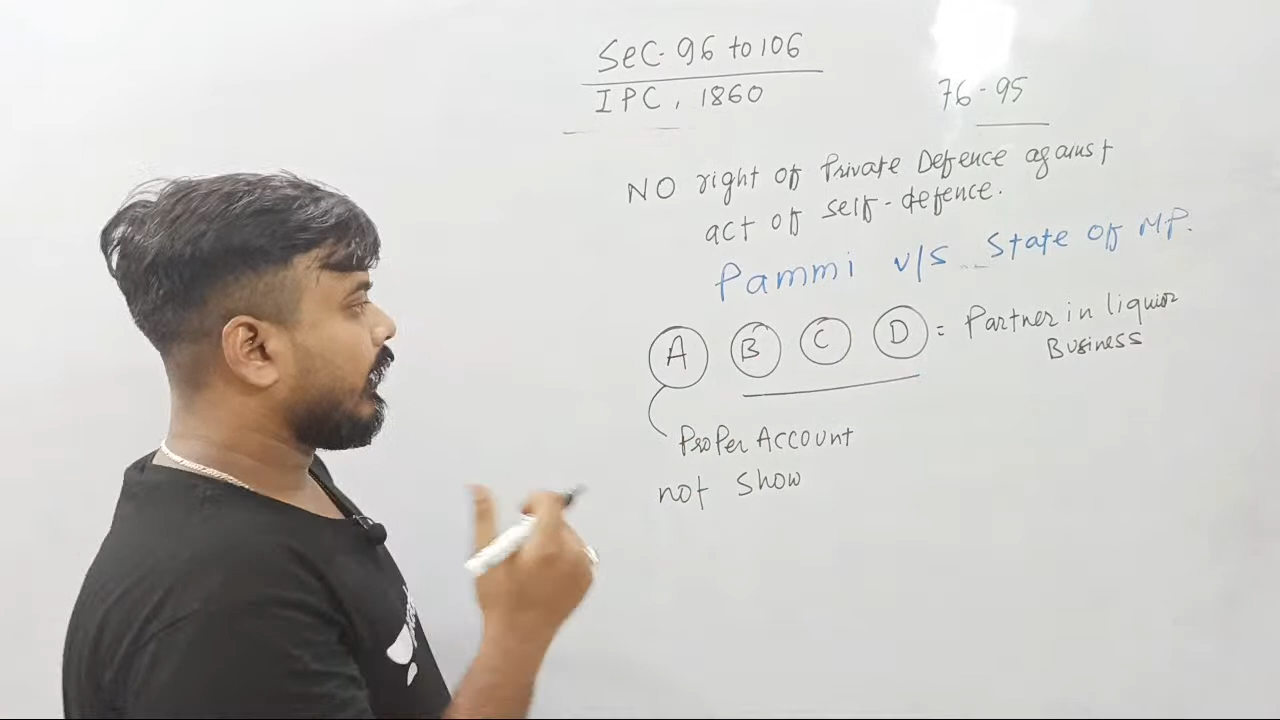 SeC- 96 to 106
IPC, 1860
76 - 95
NO right of Private Defence against
act of self-defence.
Pammi v/s State of MP.
A B C D = Partner in liquior
Business
ProPer Account
not show